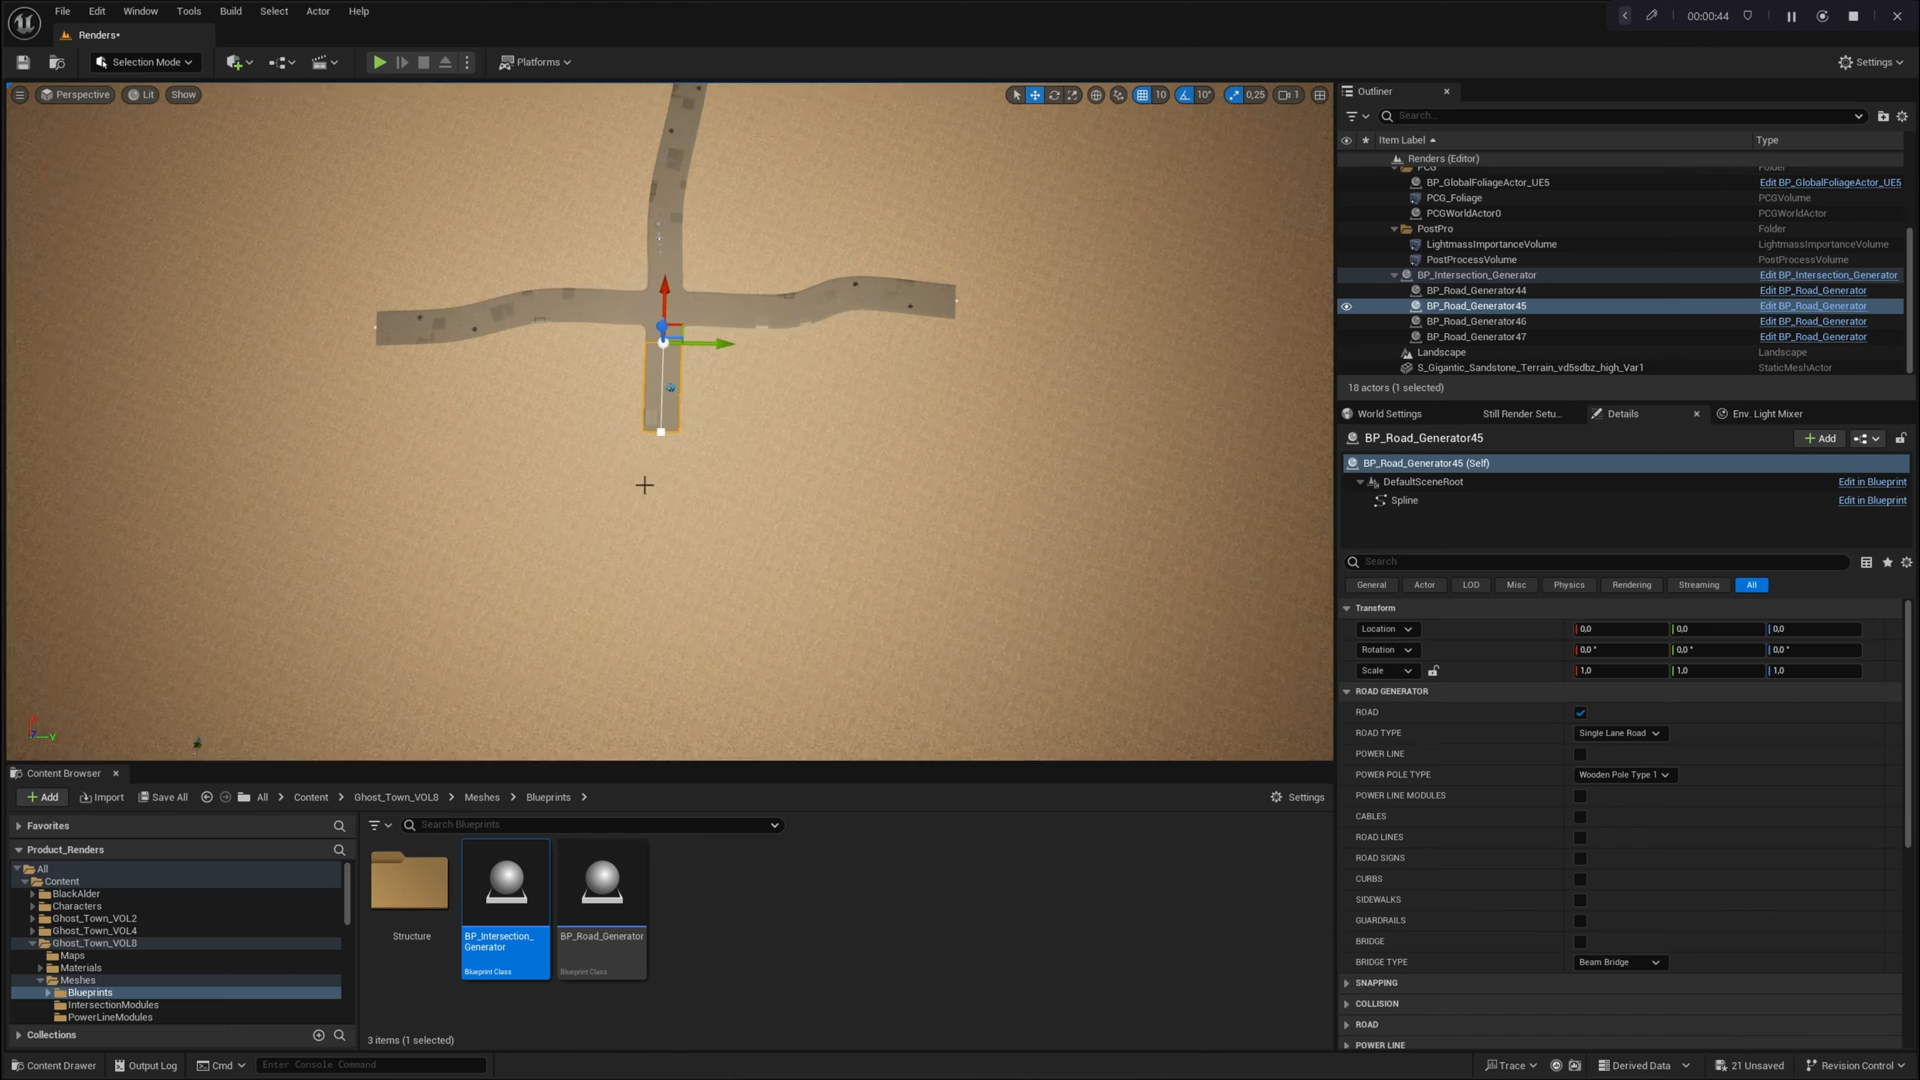 File Edit Window Tools Build Select Actor Help
00:00:44
Renders*
Selection Mode
Platforms
Settings
Perspective Lit Show
10 10° 0,25 1
Outliner
Search...
Item Label Type
Renders (Editor)
PCG Folder
BP_GlobalFoliageActor_UE5 Edit BP_GlobalFoliageActor_UE5
PCG_Foliage PCGVolume
PCGWorldActor0 PCGWorldActor
PostPro Folder
LightmassImportanceVolume LightmassImportanceVolume
PostProcessVolume PostProcessVolume
BP_Intersection_Generator Edit BP_Intersection_Generator
BP_Road_Generator44 Edit BP_Road_Generator
BP_Road_Generator45 Edit BP_Road_Generator
BP_Road_Generator46 Edit BP_Road_Generator
BP_Road_Generator47 Edit BP_Road_Generator
Landscape Landscape
S_Gigantic_Sandstone_Terrain_vd5sdbz_high_Var1 StaticMeshActor
18 actors (1 selected)
World Settings Still Render Setu... Details Env. Light Mixer
BP_Road_Generator45
Add
BP_Road_Generator45 (Self)
DefaultSceneRoot Edit in Blueprint
Spline Edit in Blueprint
Search
General Actor LOD Misc Physics Rendering Streaming All
Transform
Location 0,0 0,0 0,0
Rotation 0,0 ° 0,0 ° 0,0 °
Scale 1,0 1,0 1,0
ROAD GENERATOR
ROAD
ROAD TYPE Single Lane Road
POWER LINE
POWER POLE TYPE Wooden Pole Type 1
POWER LINE MODULES
CABLES
ROAD LINES
ROAD SIGNS
CURBS
SIDEWALKS
GUARDRAILS
BRIDGE
BRIDGE TYPE Beam Bridge
SNAPPING
COLLISION
ROAD
POWER LINE
X
Y
Z
Content Browser
Add Import Save All All Content Ghost_Town_VOL8 Meshes Blueprints
Settings
Favorites
Search Blueprints
Product_Renders
All
Content
BlackAlder
Characters
Ghost_Town_VOL2
Ghost_Town_VOL4
Ghost_Town_VOL8
Maps
Materials
Meshes
Blueprints
IntersectionModules
PowerLineModules
Collections
Structure
BP_Intersection_
Generator
Blueprint Class
BP_Road_Generator
Blueprint Class
3 items (1 selected)
Content Drawer Output Log Cmd Enter Console Command
Trace Derived Data 21 Unsaved Revision Control